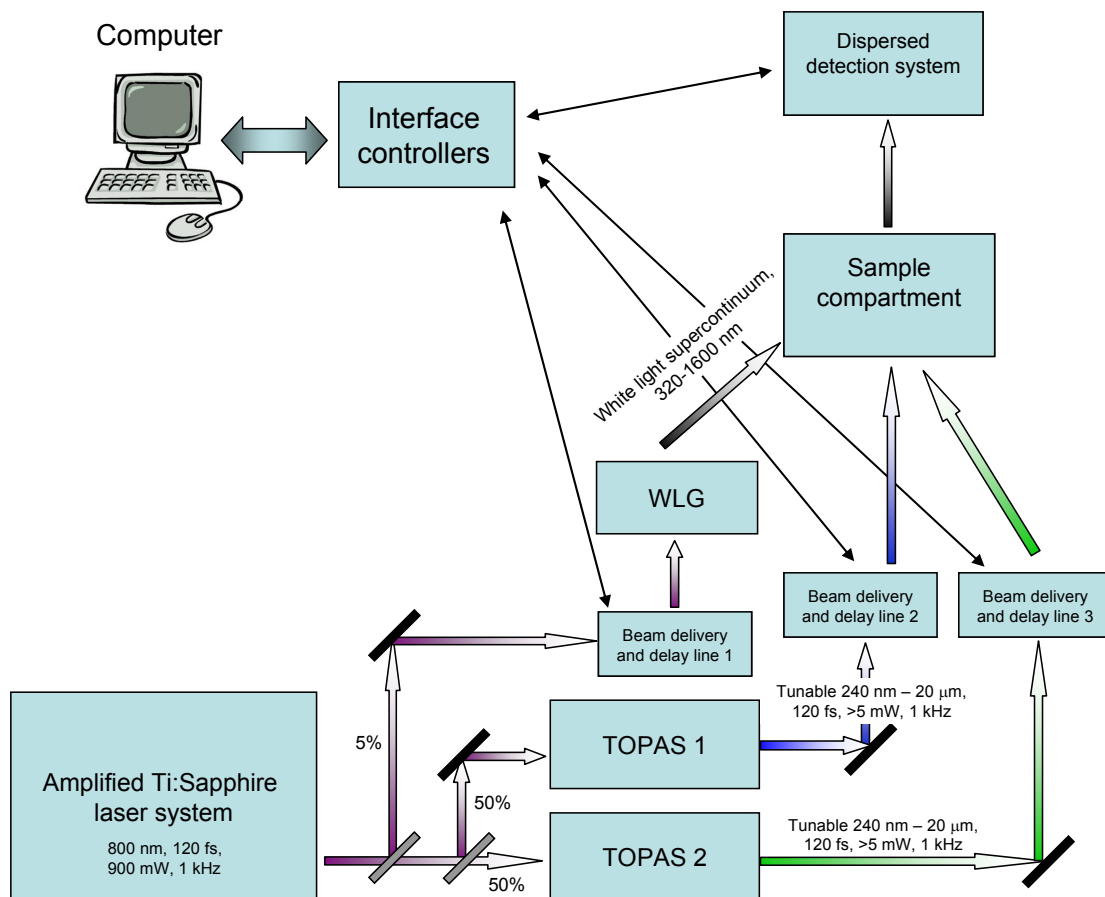 Computer
Interface
controllers
Dispersed
detection system
Sample
compartment
White light supercontinuum,
320-1600 nm
WLG
Beam delivery
and delay line 1
Beam delivery
and delay line 2
Beam delivery
and delay line 3
Tunable 240 nm – 20 μm,
120 fs, >5 mW, 1 kHz
5%
TOPAS 1
50%
Amplified Ti:Sapphire
laser system
800 nm, 120 fs,
900 mW, 1 kHz
50%
TOPAS 2
Tunable 240 nm – 20 μm,
120 fs, >5 mW, 1 kHz